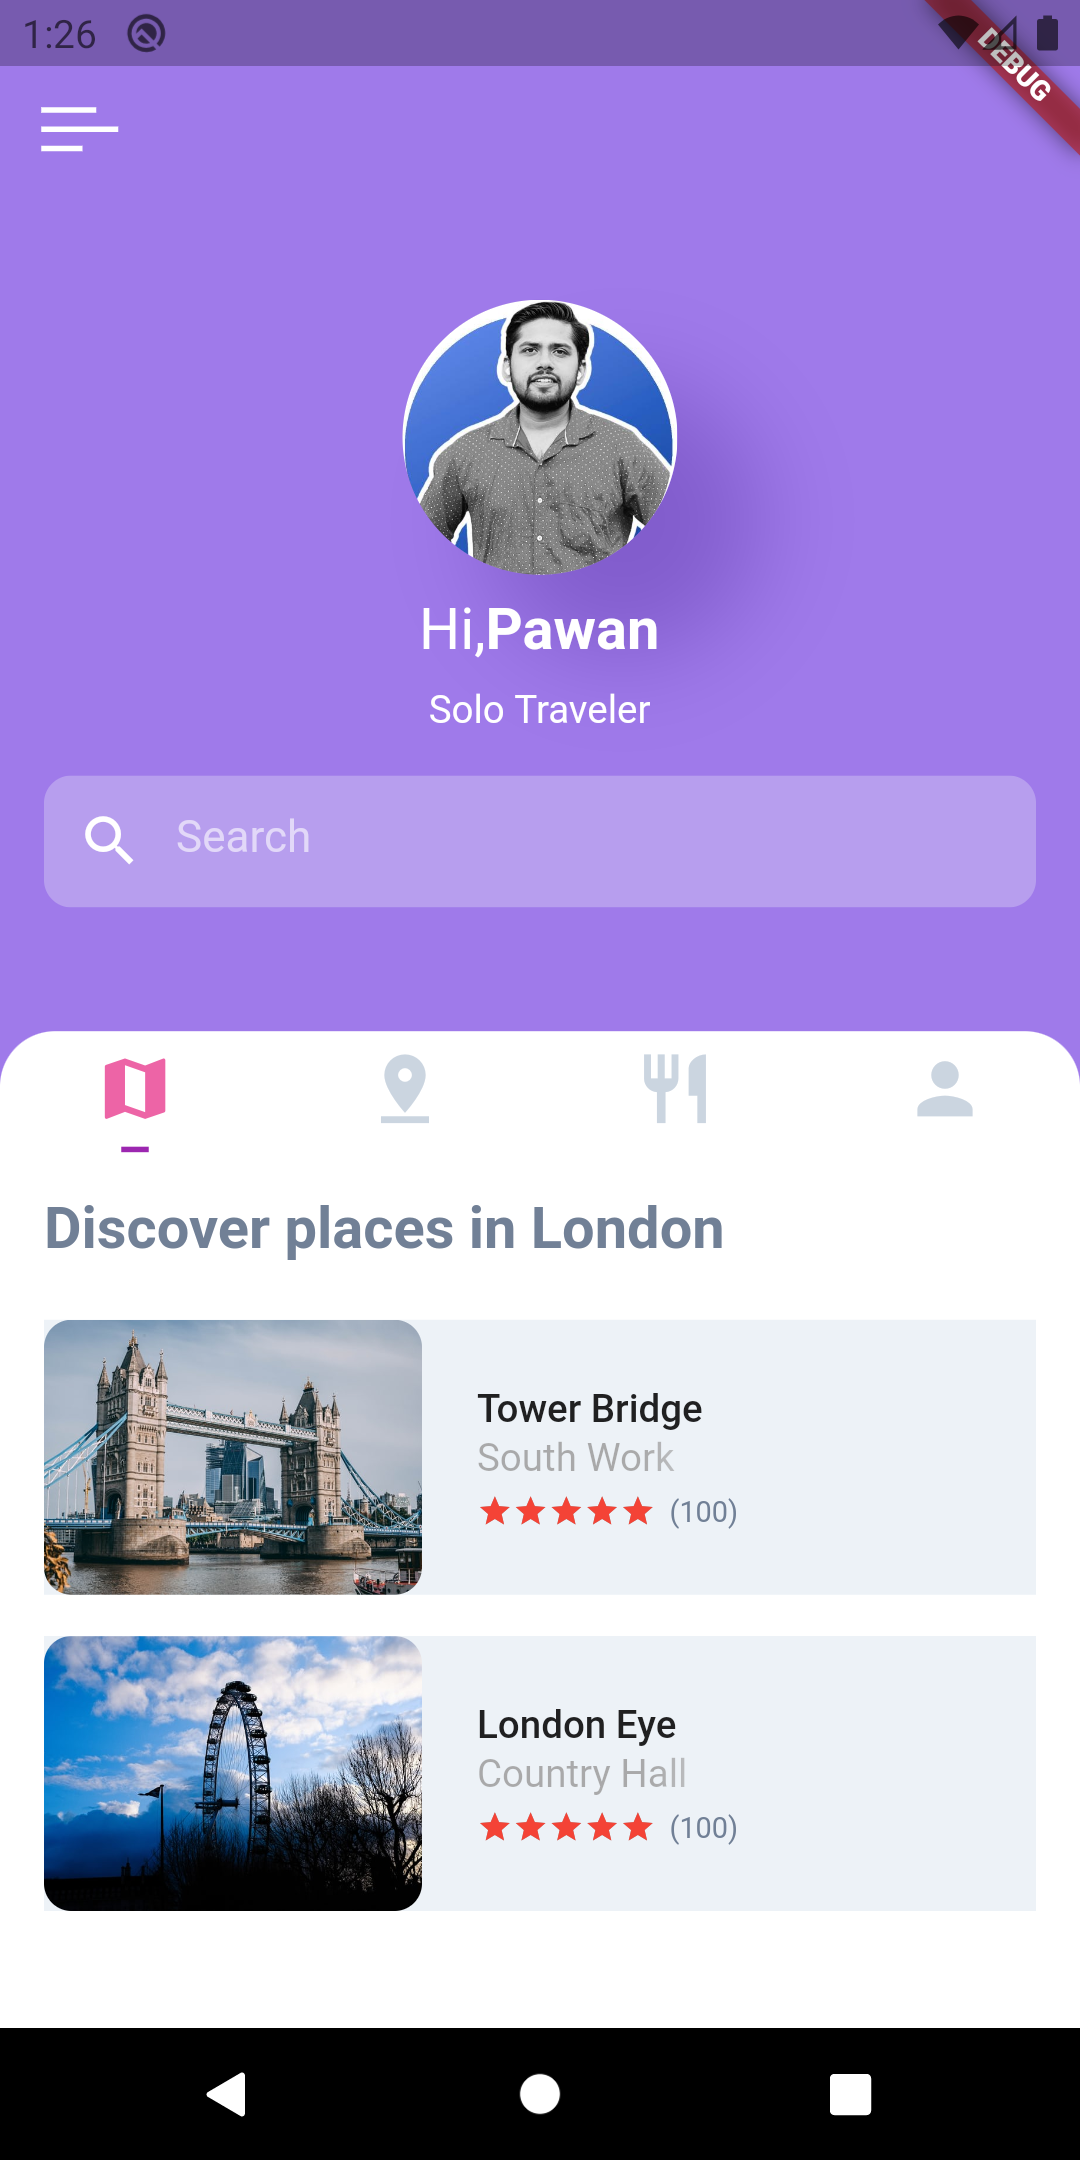 1:26
DEBUG
Hi,Pawan
Solo Traveler
Search
Discover places in London
Tower Bridge
South Work
(100)
London Eye
Country Hall
(100)